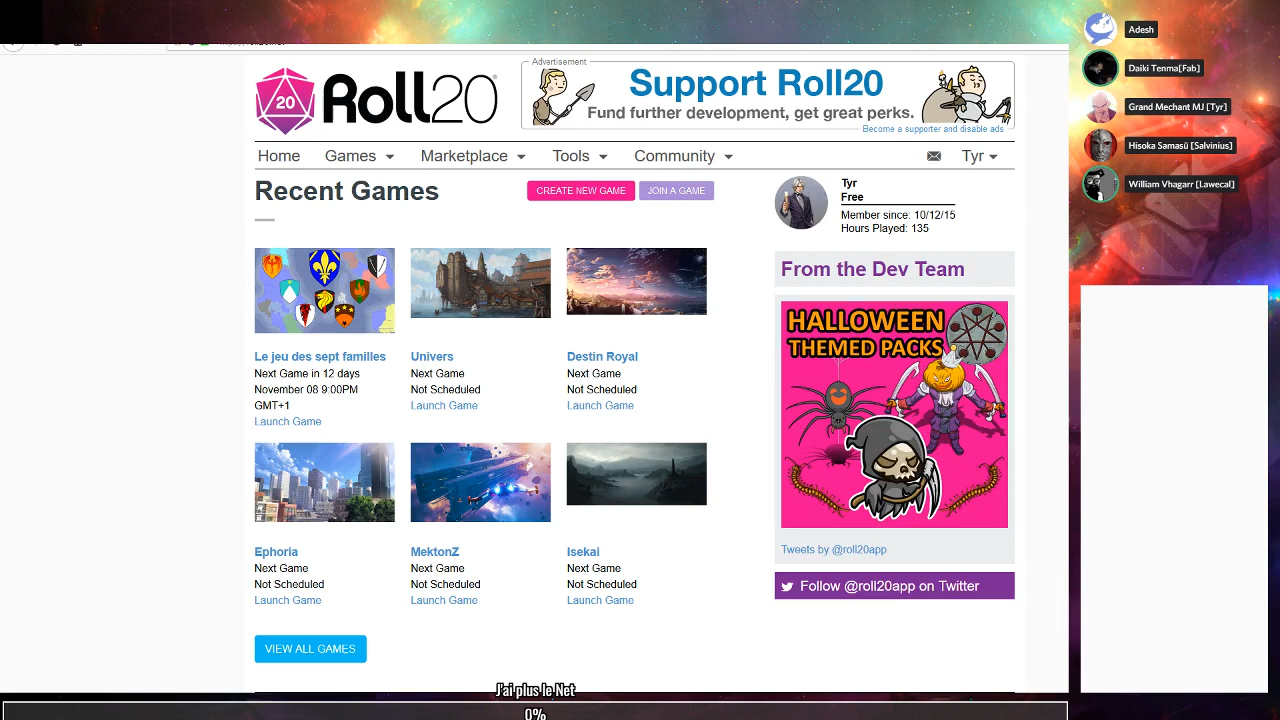 20
Roll20
Advertisement
Support Roll20
Fund further development, get great perks.
Become a supporter and disable ads
Home
Games
Marketplace
Tools
Community
Tyr
Recent Games
CREATE NEW GAME
JOIN A GAME
Tyr
Free
Member since: 10/12/15
Hours Played: 135
Le jeu des sept familles
Next Game in 12 days
November 08 9:00PM
GMT+1
Launch Game
Univers
Next Game
Not Scheduled
Launch Game
Destin Royal
Next Game
Not Scheduled
Launch Game
Ephoria
Next Game
Not Scheduled
Launch Game
MektonZ
Next Game
Not Scheduled
Launch Game
Isekai
Next Game
Not Scheduled
Launch Game
VIEW ALL GAMES
From the Dev Team
HALLOWEEN
THEMED PACKS
Tweets by @roll20app
Follow @roll20app on Twitter
Adesh
Daiki Tenma[Fab]
Grand Mechant MJ [Tyr]
Hisoka Samasü [Salvinius]
William Vhagarr [Lawecal]
J'ai plus le Net
0%